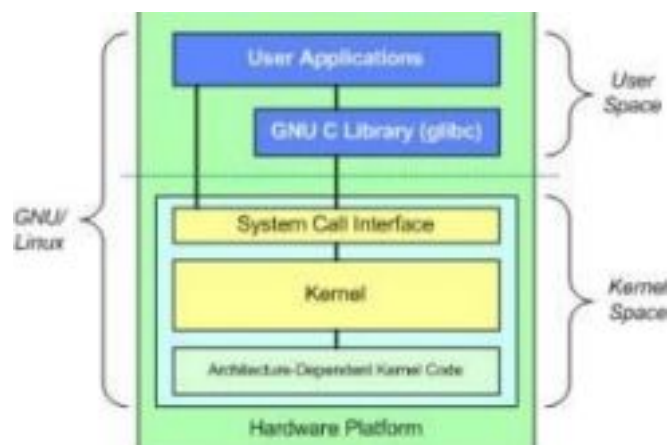 User Applications
User
Space
GNU C Library (glibc)
GNU/
Linux
System Call Interface
Kernel
Kernel
Space
Architecture-Dependent Kernel Code
Hardware Platform